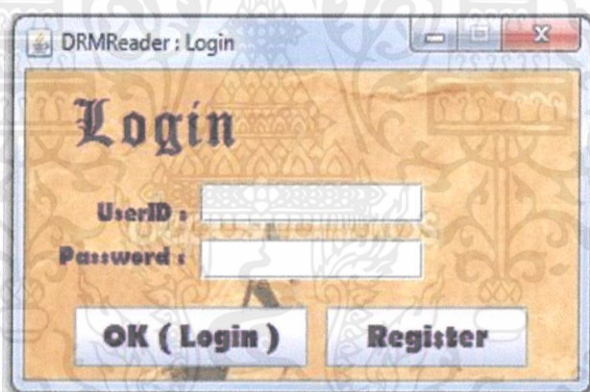 DRMReader : Login
Login
UserID :
Password :
OK ( Login )
Register